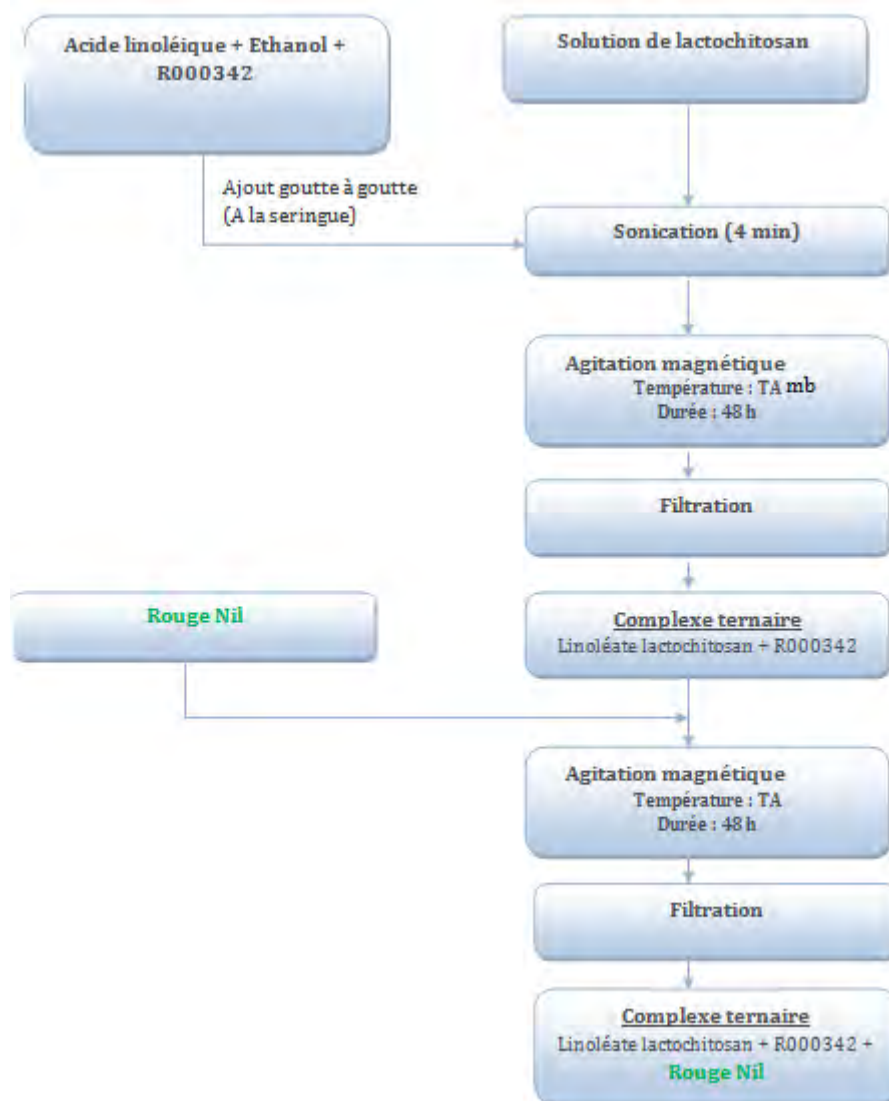 Acide linoléique + Ethanol +
R000342
Solution de lactochitosan
Ajout goutte à goutte
(A la seringue)
Sonication (4 min)
Agitation magnétique
Température : TA mb
Durée : 48 h
Filtration
Rouge Nil
Complexe ternaire
Linoléate lactochitosan + R000342
Agitation magnétique
Température : TA
Durée : 48 h
Filtration
Complexe ternaire
Linoléate lactochitosan + R000342 +
Rouge Nil